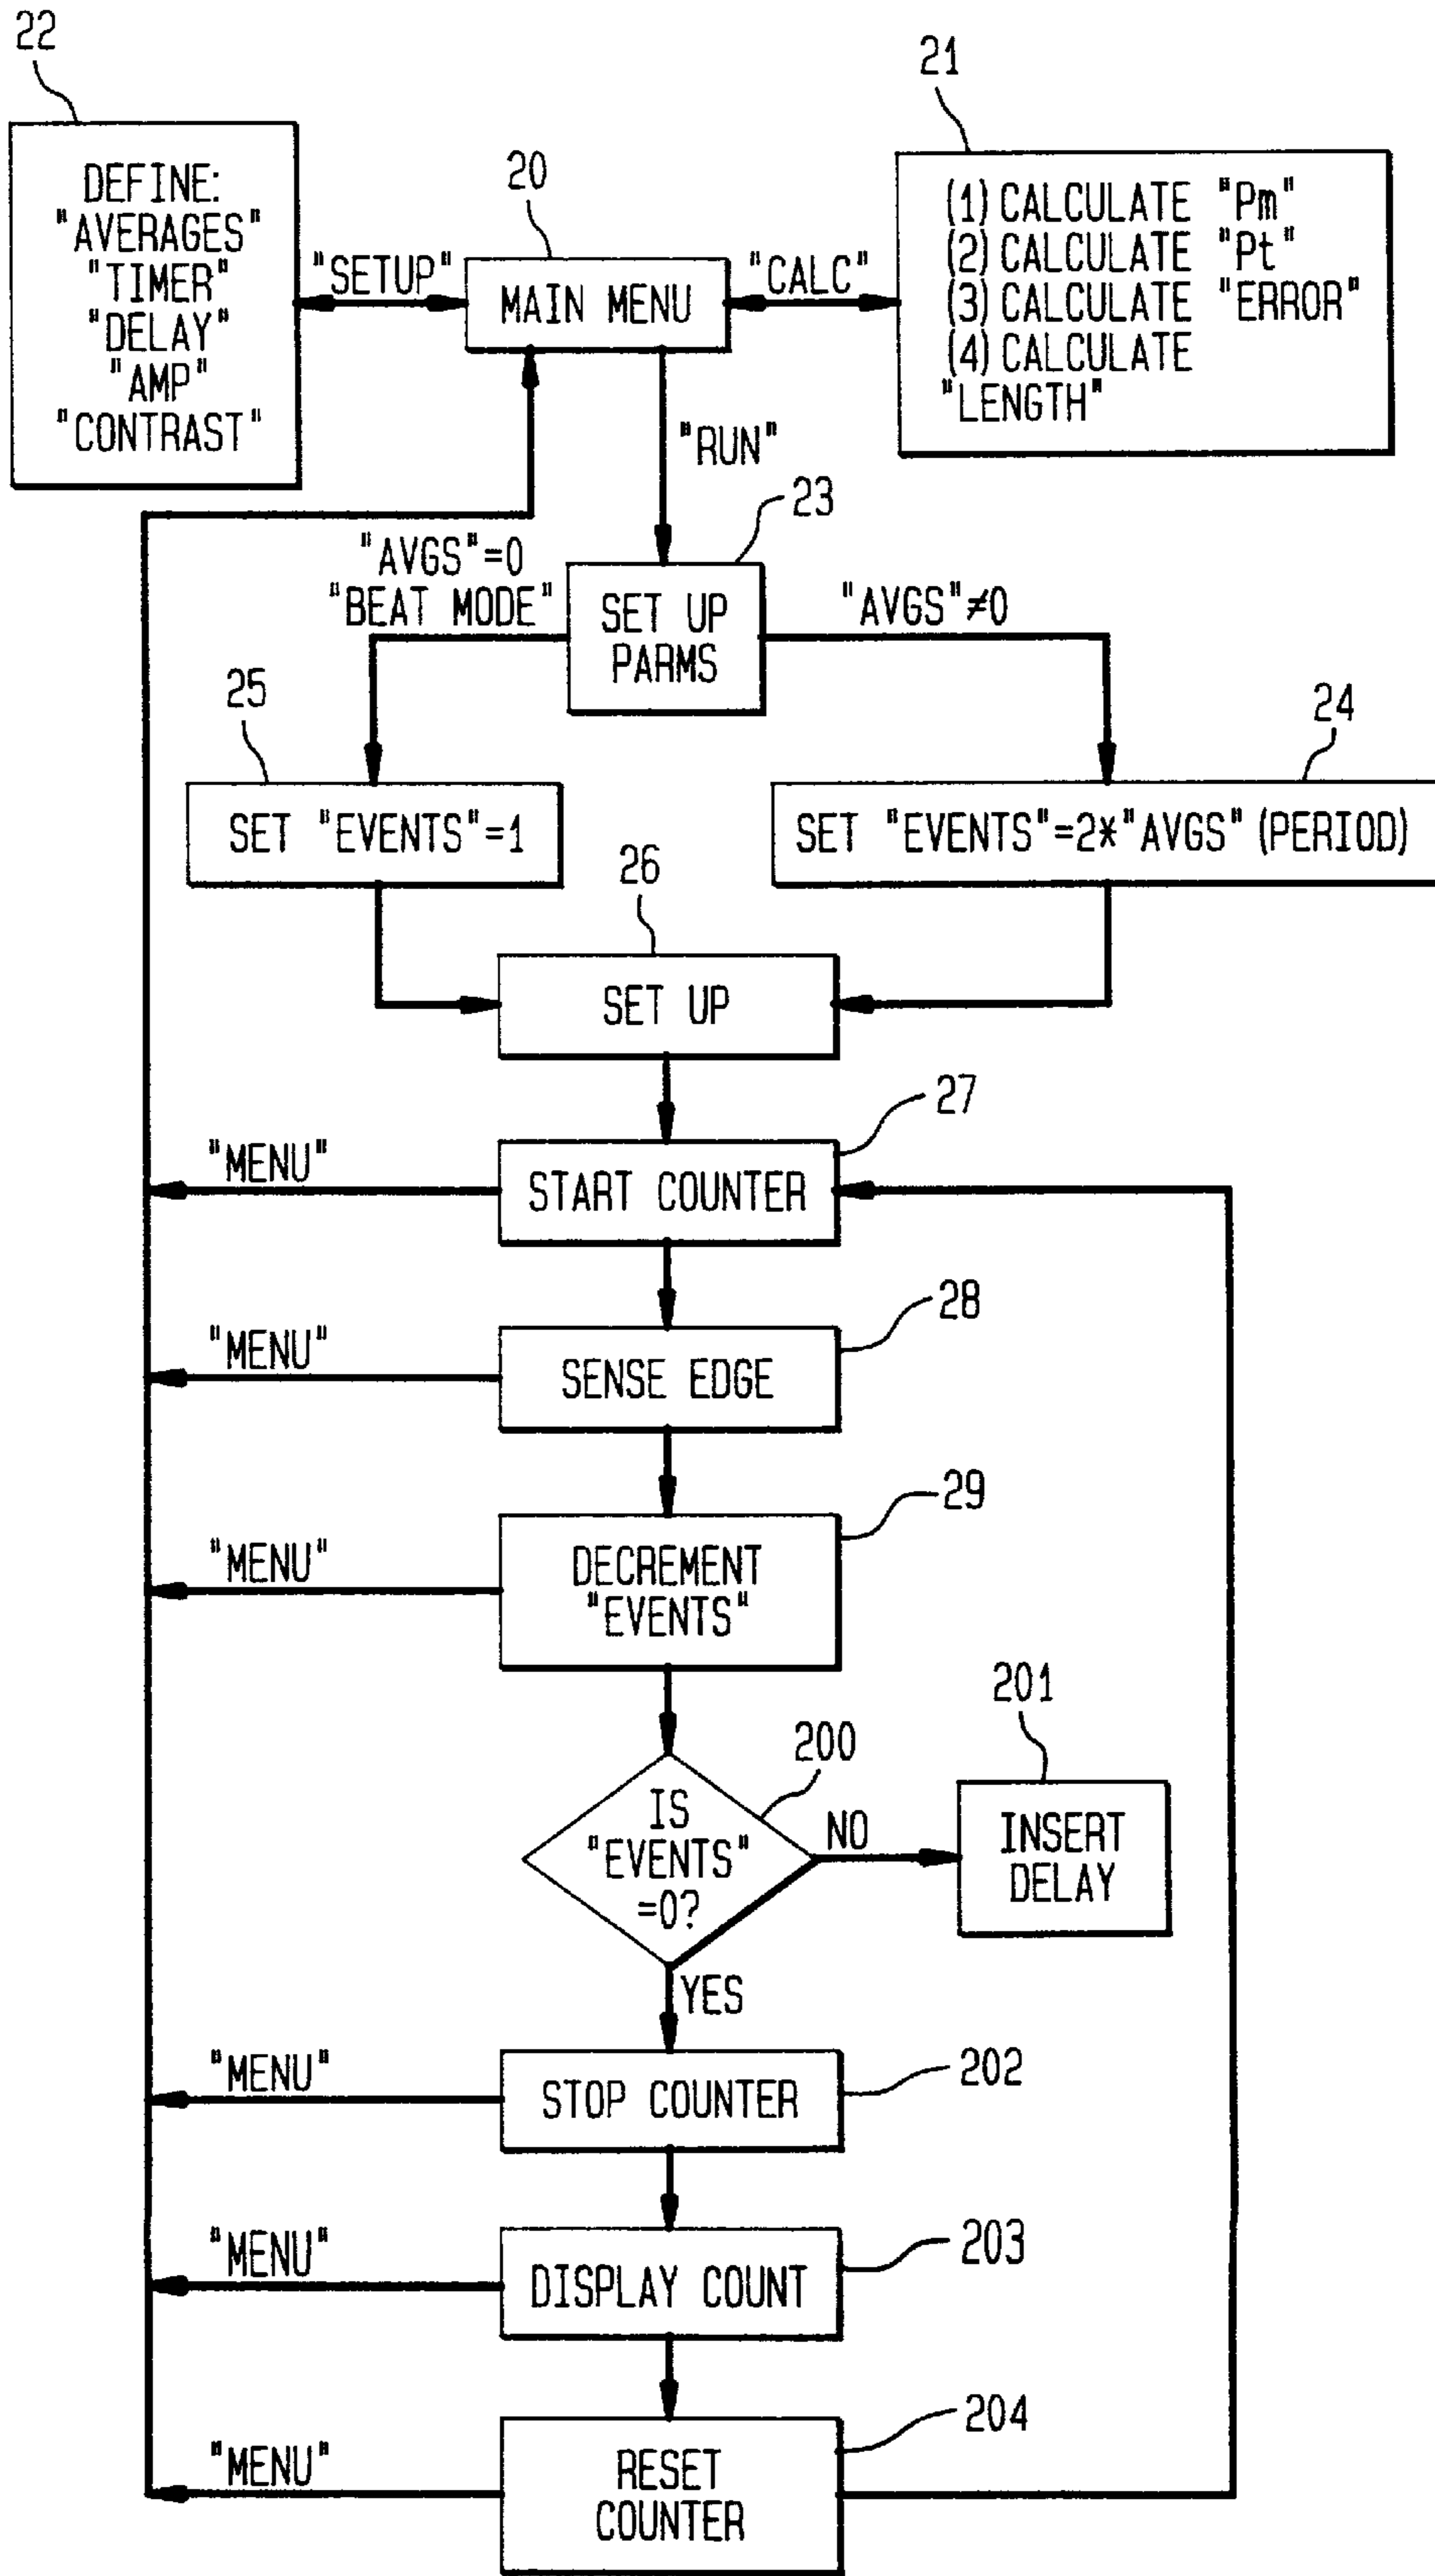 22
21
DEFINE:
"AVERAGES"
"TIMER"
"DELAY"
"AMP"
"CONTRAST"
"SETUP"
20
MAIN MENU
"CALC"
(1) CALCULATE "Pm"
(2) CALCULATE "Pt"
(3) CALCULATE "ERROR"
(4) CALCULATE
"LENGTH"
"RUN"
23
"AVGS"=0
"BEAT MODE"
SET UP
PARMS
"AVGS"≠0
25
24
SET "EVENTS"=1
SET "EVENTS"=2*"AVGS" (PERIOD)
26
SET UP
27
"MENU"
START COUNTER
28
"MENU"
SENSE EDGE
29
"MENU"
DECREMENT
"EVENTS"
201
200
IS
"EVENTS"
=0?
NO
INSERT
DELAY
YES
202
"MENU"
STOP COUNTER
203
"MENU"
DISPLAY COUNT
204
"MENU"
RESET
COUNTER